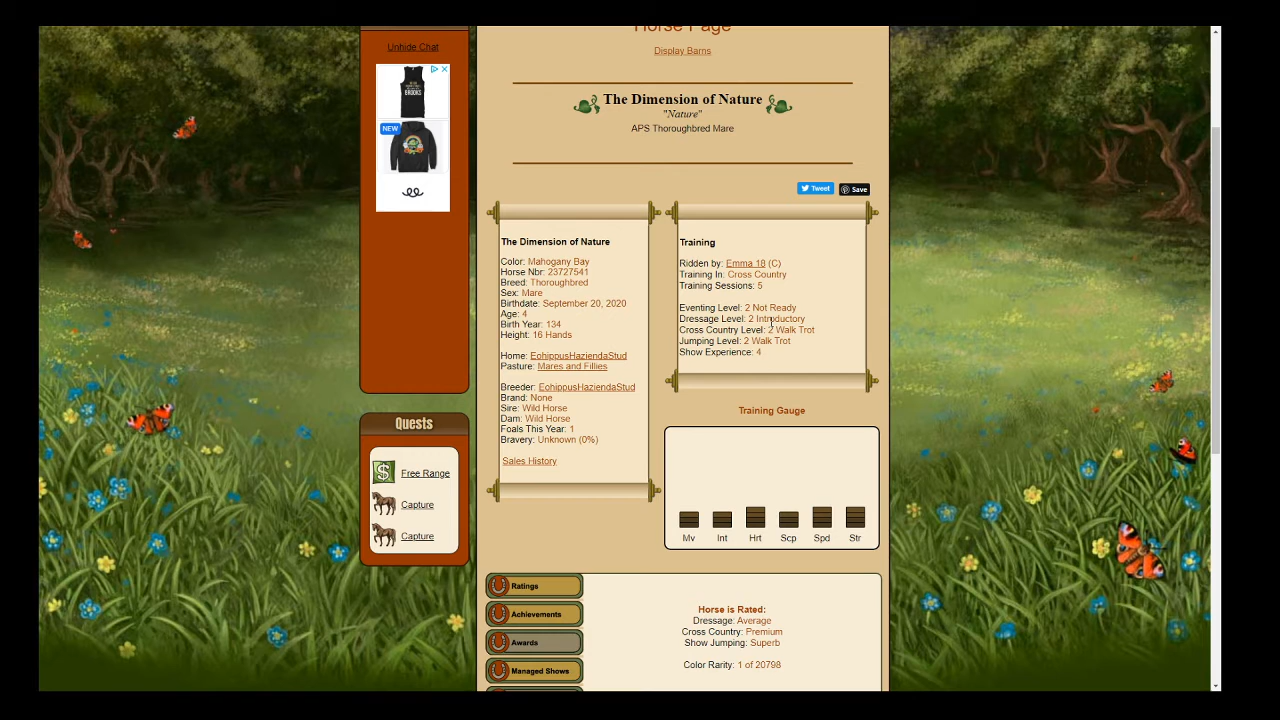 Horse Page
Unhide Chat
BROOKS
NEW
Display Barns
The Dimension of Nature
"Nature"
APS Thoroughbred Mare
Tweet
Save
The Dimension of Nature
Color: Mahogany Bay
Horse Nbr: 23727541
Breed: Thoroughbred
Sex: Mare
Birthdate: September 20, 2020
Age: 4
Birth Year: 134
Height: 16 Hands
Home: EohippusHaziendaStud
Pasture: Mares and Fillies
Breeder: EohippusHaziendaStud
Brand: None
Sire: Wild Horse
Dam: Wild Horse
Foals This Year: 1
Bravery: Unknown (0%)
Sales History
Training
Ridden by: Emma 18 (C)
Training In: Cross Country
Training Sessions: 5
Eventing Level: 2 Not Ready
Dressage Level: 2 Introductory
Cross Country Level: 2 Walk Trot
Jumping Level: 2 Walk Trot
Show Experience: 4
Training Gauge
Mv Int Hrt Scp Spd Str
Quests
Free Range
Capture
Capture
Ratings
Achievements
Awards
Managed Shows
Horse is Rated:
Dressage: Average
Cross Country: Premium
Show Jumping: Superb
Color Rarity: 1 of 20798